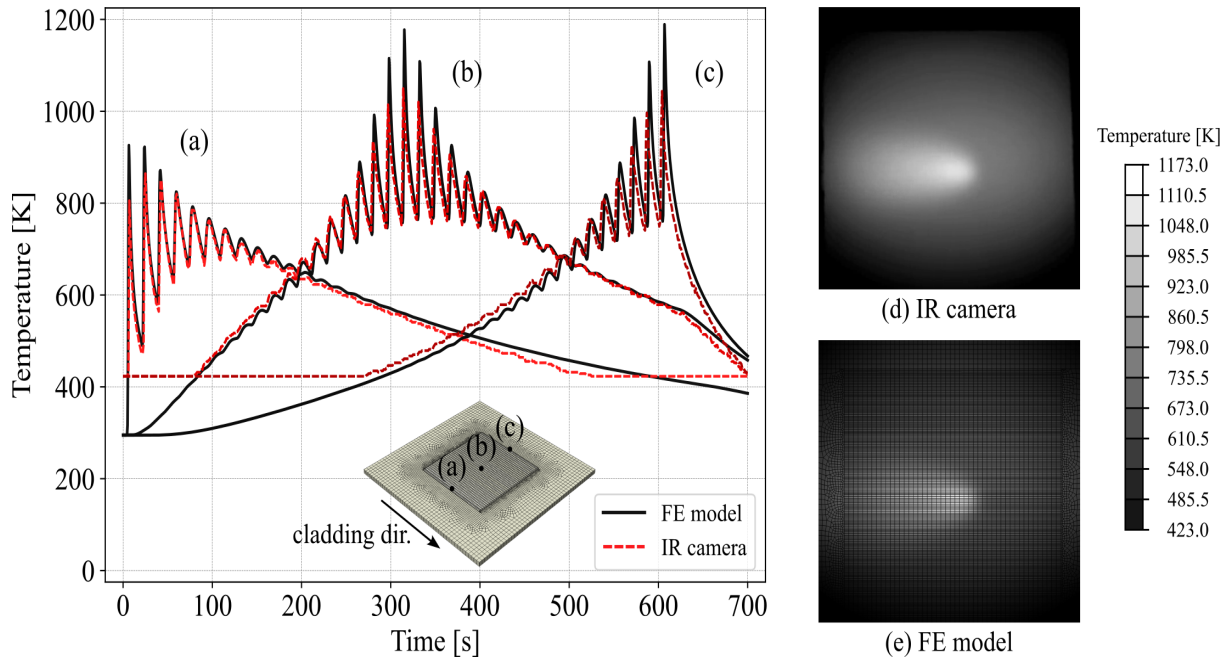 1200
1000
800
600
400
200
0
Temperature [K]
(a)
(b)
(c)
(a)
(b)
(c)
cladding dir.
FE model
IR camera
0 100 200 300 400 500 600 700
Time [s]
(d) IR camera
(e) FE model
Temperature [K]
1173.0
1110.5
1048.0
985.5
923.0
860.5
798.0
735.5
673.0
610.5
548.0
485.5
423.0